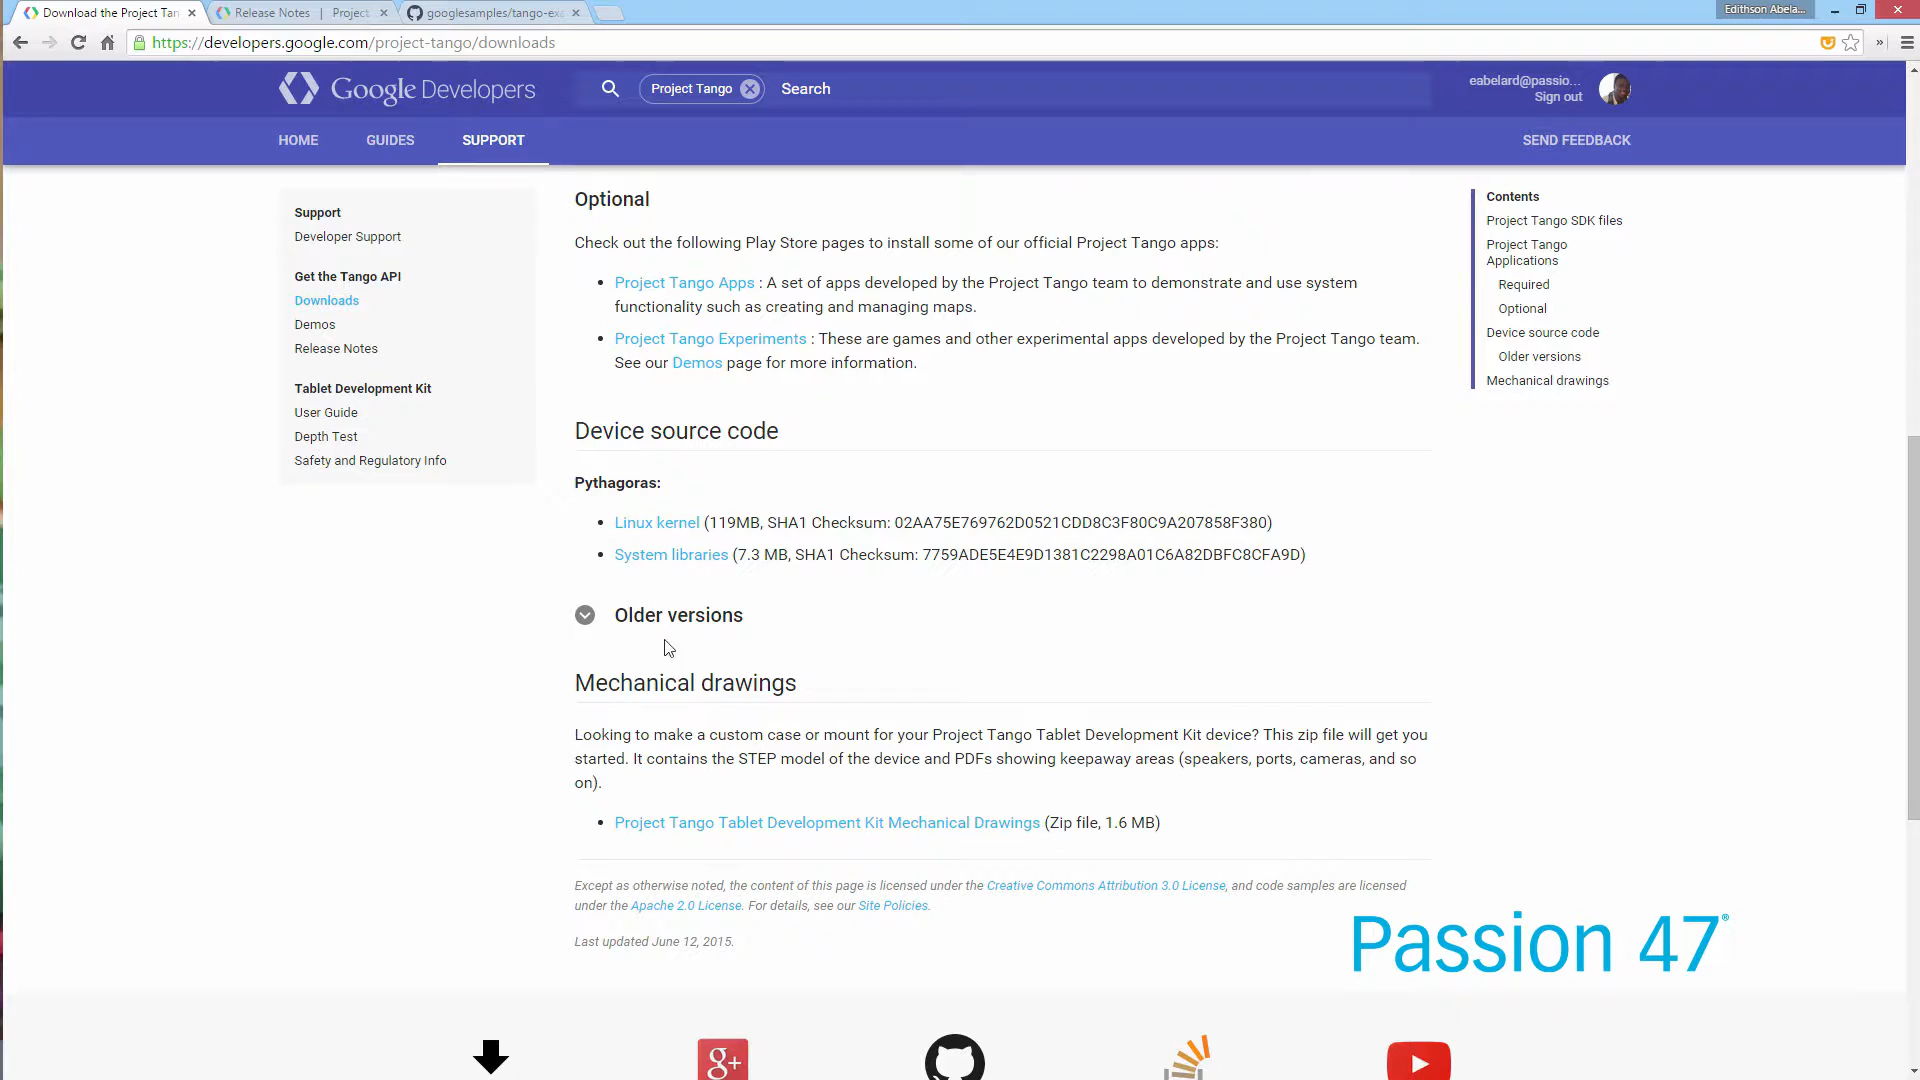 Download the Project Tan
Release Notes | Project
googlesamples/tango-exa
Edithson Abela...
https://developers.google.com/project-tango/downloads
Google Developers
Project Tango
Search
eabelard@passio...
Sign out
HOME
GUIDES
SUPPORT
SEND FEEDBACK
Support
Developer Support
Get the Tango API
Downloads
Demos
Release Notes
Tablet Development Kit
User Guide
Depth Test
Safety and Regulatory Info
Optional
Check out the following Play Store pages to install some of our official Project Tango apps:
• Project Tango Apps : A set of apps developed by the Project Tango team to demonstrate and use system
functionality such as creating and managing maps.
• Project Tango Experiments : These are games and other experimental apps developed by the Project Tango team.
See our Demos page for more information.
Device source code
Pythagoras:
• Linux kernel (119MB, SHA1 Checksum: 02AA75E769762D0521CDD8C3F80C9A207858F380)
• System libraries (7.3 MB, SHA1 Checksum: 7759ADE5E4E9D1381C2298A01C6A82DBFC8CFA9D)
Older versions
Mechanical drawings
Looking to make a custom case or mount for your Project Tango Tablet Development Kit device? This zip file will get you
started. It contains the STEP model of the device and PDFs showing keepaway areas (speakers, ports, cameras, and so
on).
• Project Tango Tablet Development Kit Mechanical Drawings (Zip file, 1.6 MB)
Except as otherwise noted, the content of this page is licensed under the Creative Commons Attribution 3.0 License, and code samples are licensed
under the Apache 2.0 License. For details, see our Site Policies.
Last updated June 12, 2015.
Contents
Project Tango SDK files
Project Tango
Applications
Required
Optional
Device source code
Older versions
Mechanical drawings
Passion 47®
g+